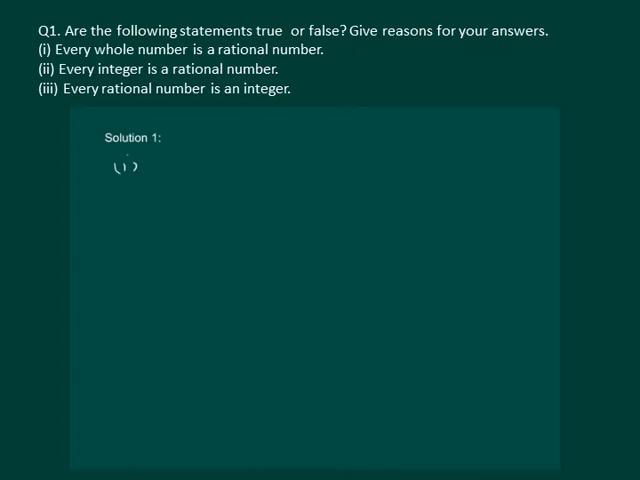 Q1. Are the following statements true or false? Give reasons for your answers.
(i) Every whole number is a rational number.
(ii) Every integer is a rational number.
(iii) Every rational number is an integer.
Solution 1:
(i)